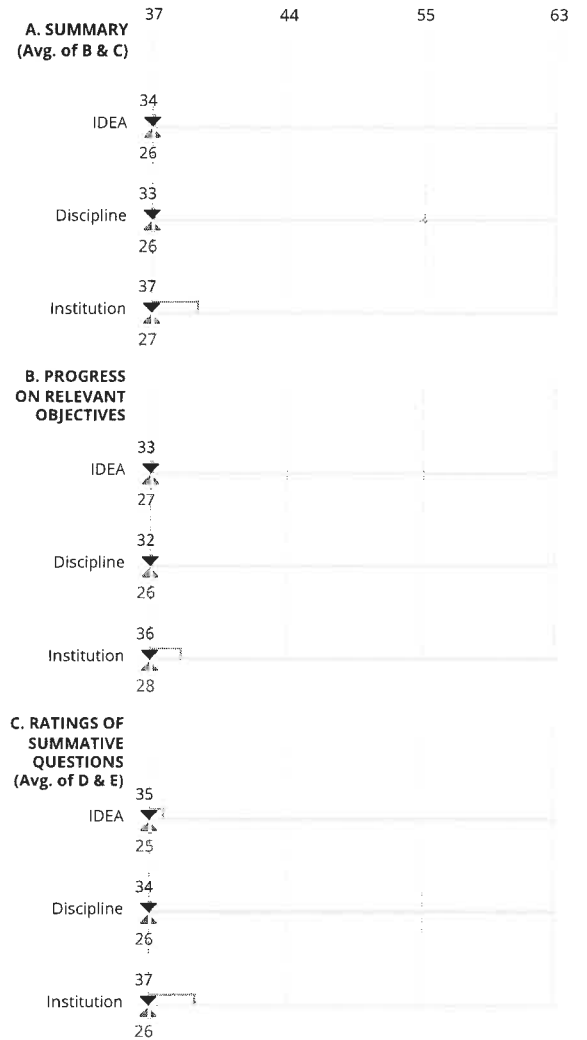 37 44 55 63
A. SUMMARY
(Avg. of B & C)
34
IDEA
26
33
Discipline
26
37
Institution
27
B. PROGRESS
ON RELEVANT
OBJECTIVES
33
IDEA
27
32
Discipline
26
36
Institution
28
C. RATINGS OF
SUMMATIVE
QUESTIONS
(Avg. of D & E)
35
IDEA
25
34
Discipline
26
37
Institution
26